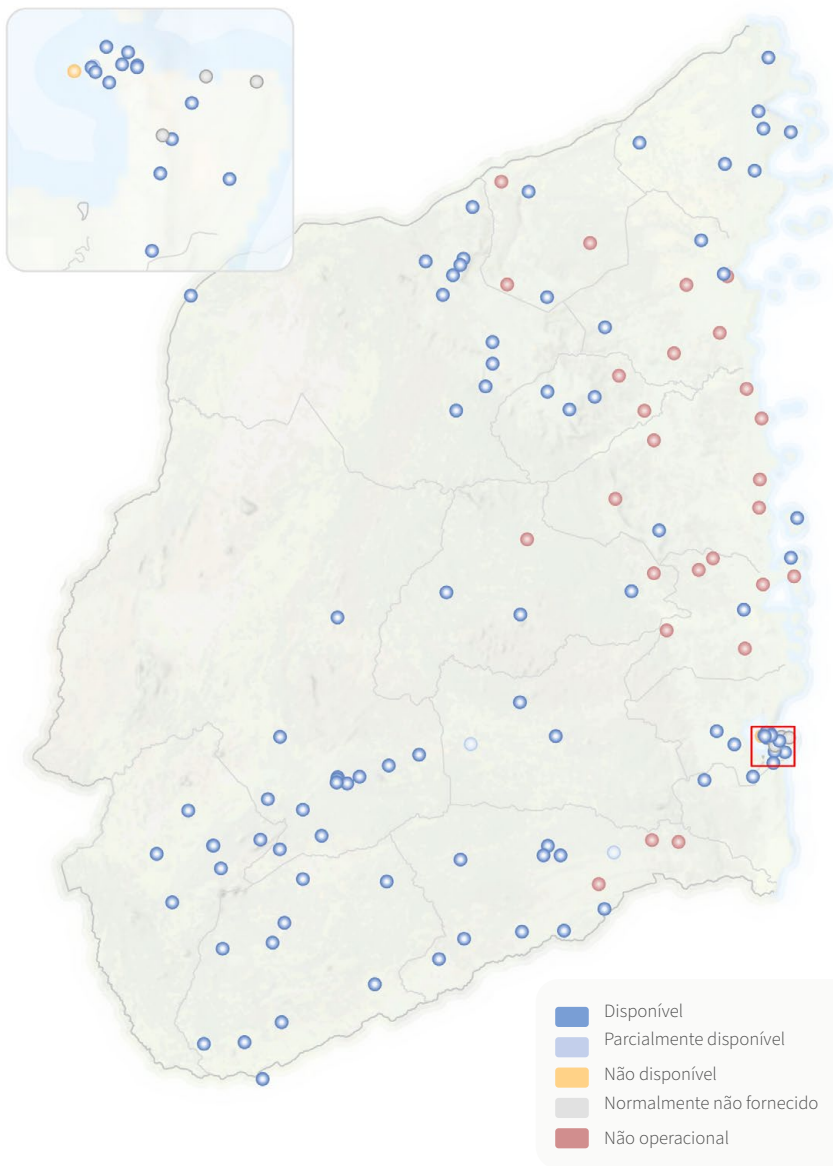 Disponível
Parcialmente disponível
Não disponível
Normalmente não fornecido
Não operacional